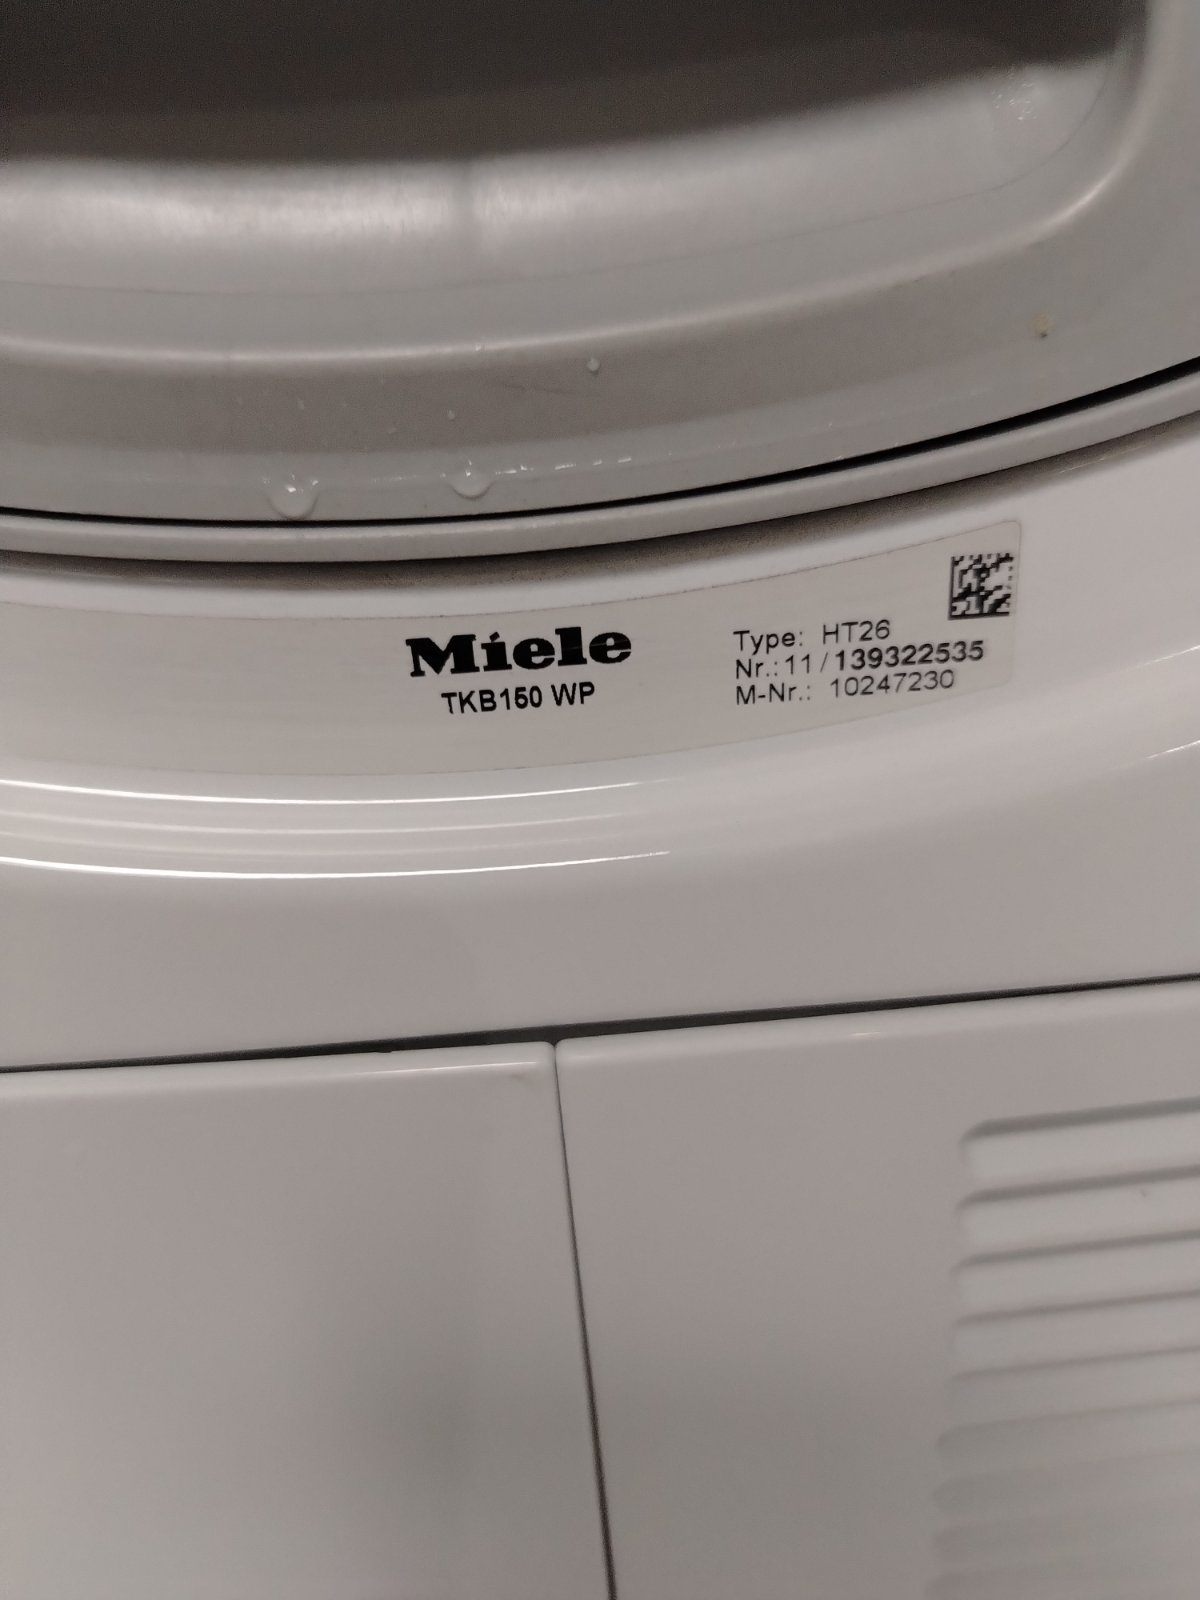 Miele
TKB150 WP
Type: HT26
Nr.: 11 / 139322535
M-Nr.: 10247230